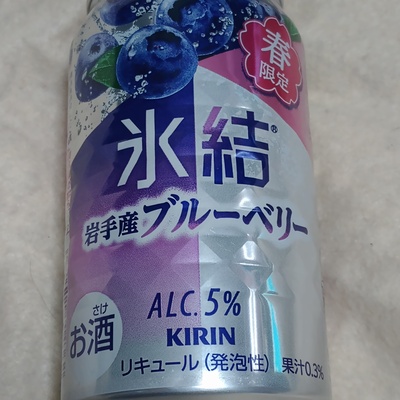 春
限定
氷結®
岩手産ブルーベリー
ALC.5%
KIRIN
さけ
お酒
リキュール(発泡性) 果汁0.3%